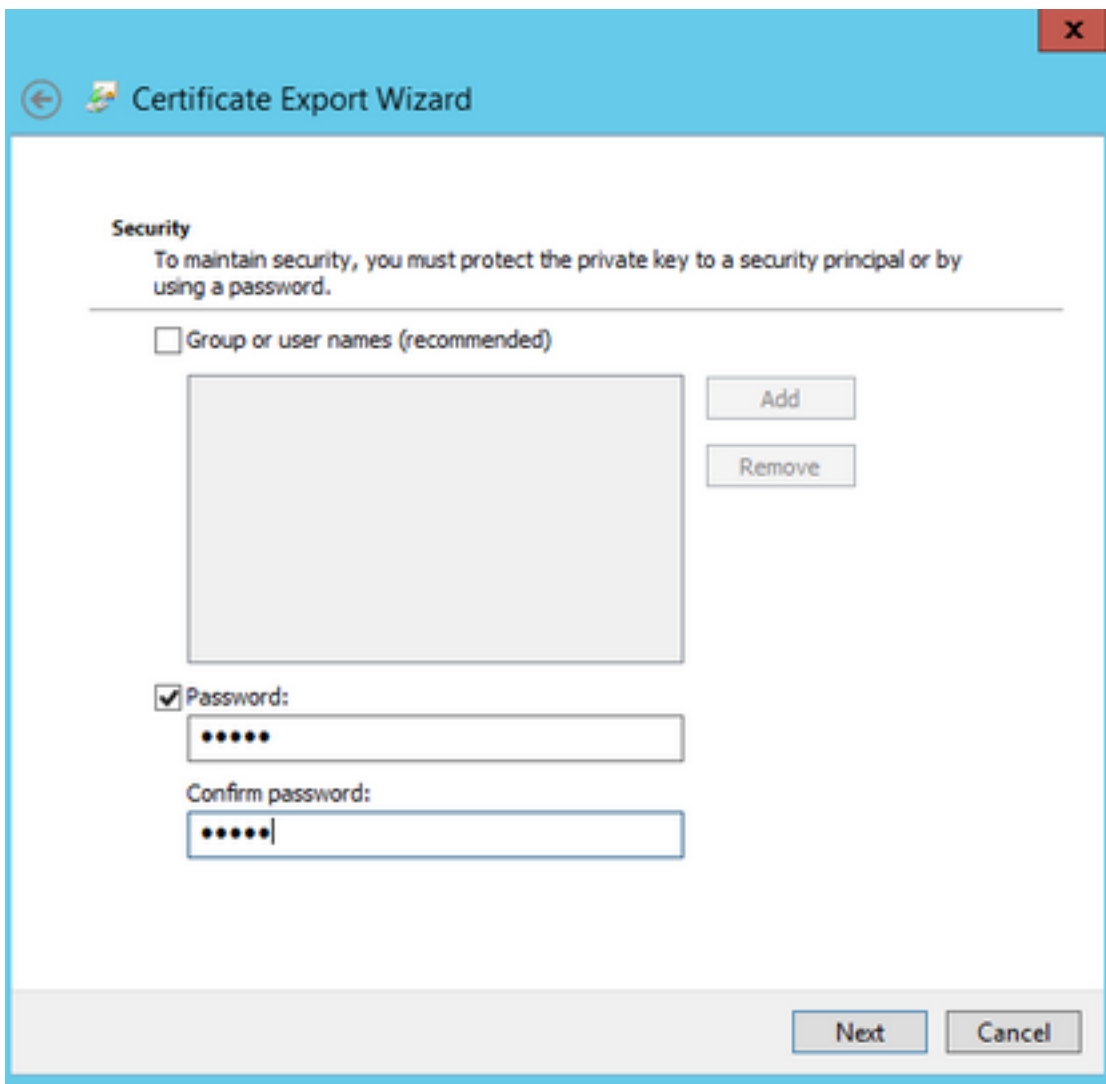 x
Certificate Export Wizard
Security
To maintain security, you must protect the private key to a security principal or by
using a password.
Group or user names (recommended)
Add
Remove
Password:
•••••
Confirm password:
•••••
Next
Cancel